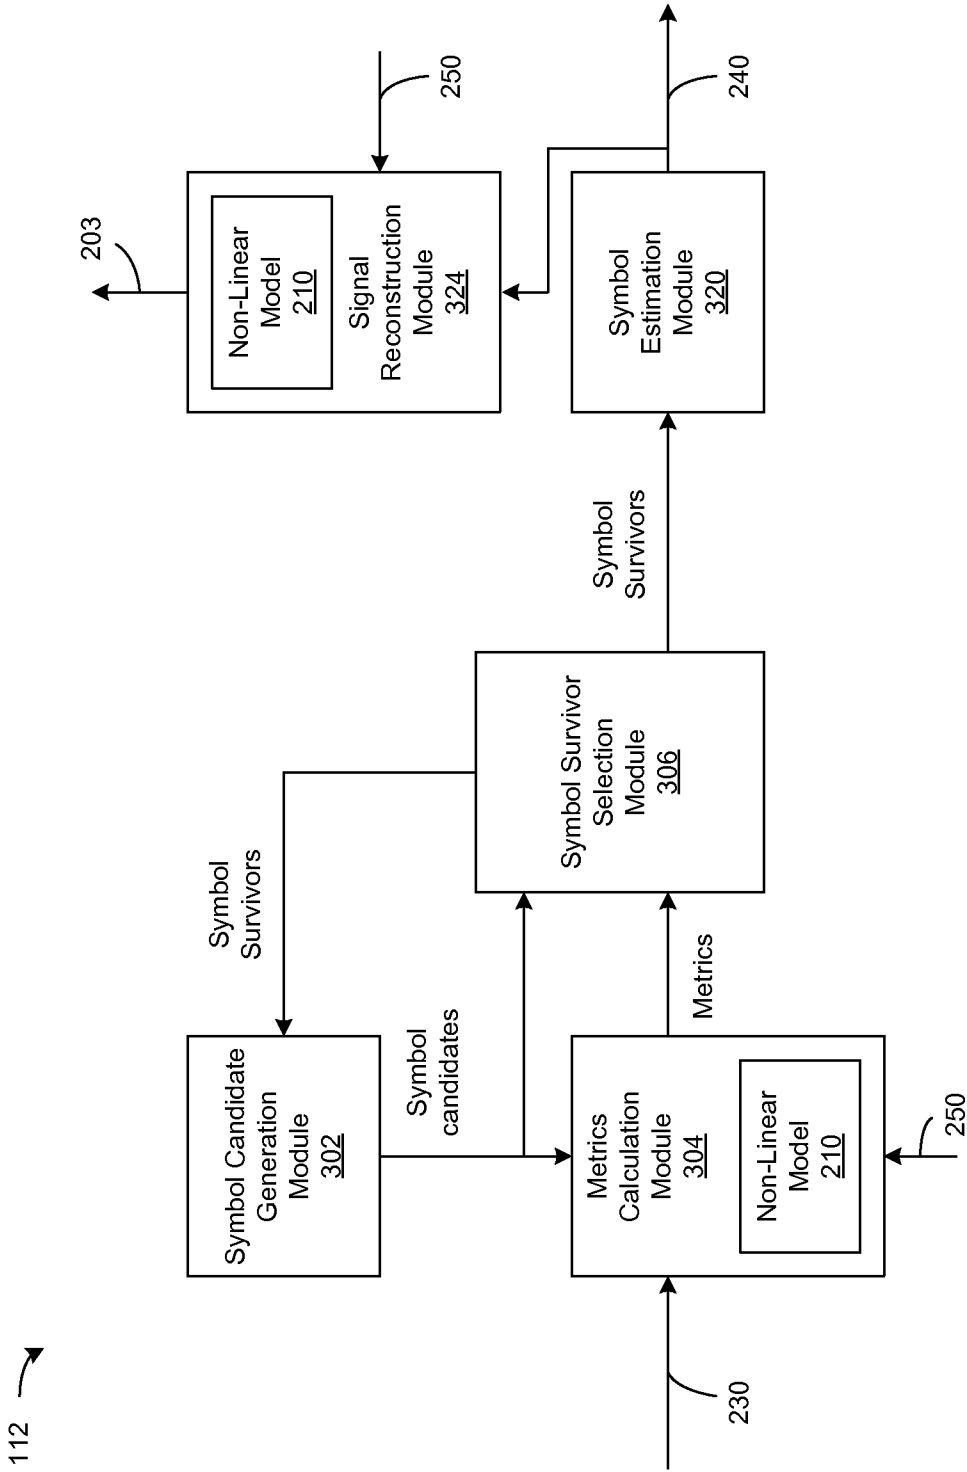 112
Symbol Candidate
Generation
Module
302
Symbol
Survivors
Symbol
candidates
230
Metrics
Calculation
Module
304
Non-Linear
Model
210
250
Metrics
Symbol Survivor
Selection
Module
306
Symbol
Survivors
203
Non-Linear
Model
210
Signal
Reconstruction
Module
324
250
Symbol
Estimation
Module
320
240